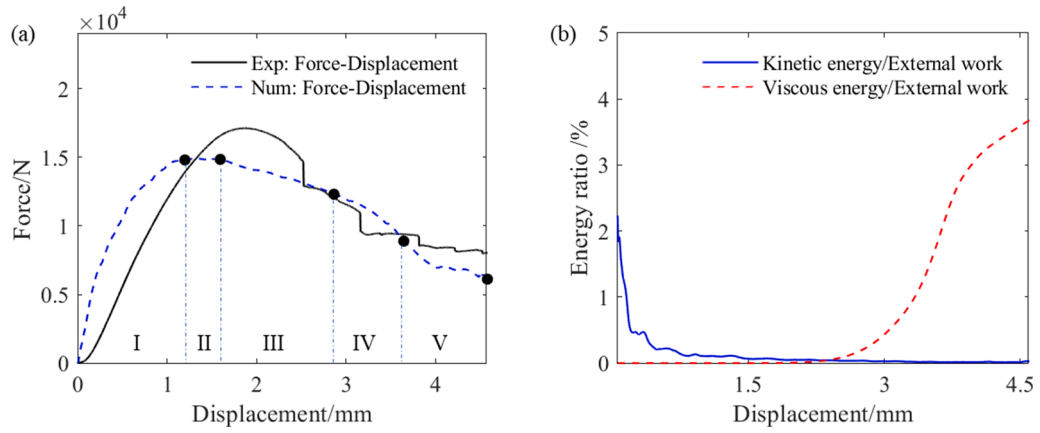 (a)
×10⁴
Exp: Force-Displacement
Num: Force-Displacement
2
1.5
1
0.5
0
Force/N
I II III IV V
0 1 2 3 4
Displacement/mm
(b)
Kinetic energy/External work
Viscous energy/External work
5
4
3
2
1
0
Energy ratio /%
1.5 3 4.5
Displacement/mm